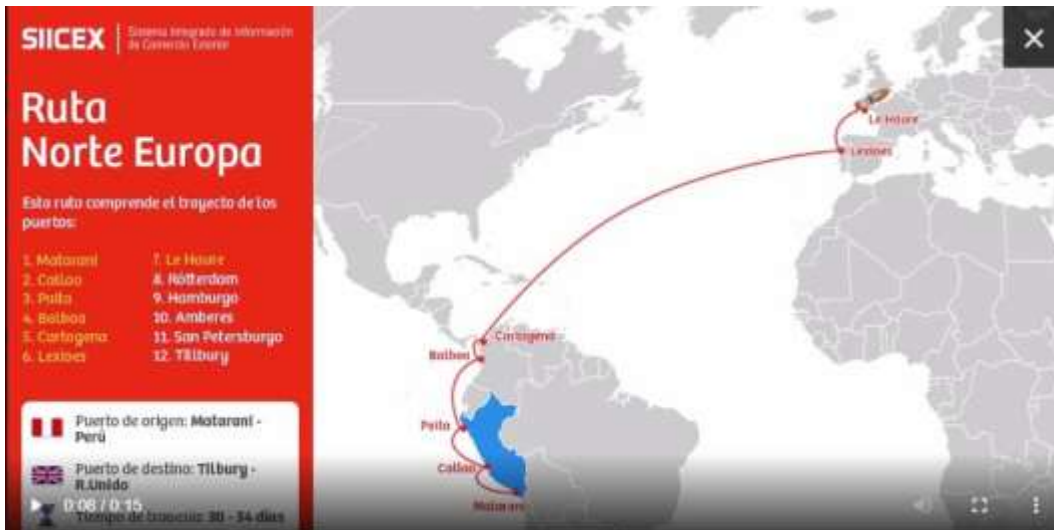 SIICEX
Sistema Integrado de Información
de Comercio Exterior
Ruta
Norte Europa
Esta ruta comprende el trayecto de los
puertos:
1. Matarani
2. Callao
3. Paita
4. Balboa
5. Cartagena
6. Lexioes
7. Le Havre
8. Rótterdam
9. Hamburgo
10. Amberes
11. San Petersburgo
12. Tillbury
Puerto de origen: Matarani -
Perú
Puerto de destino: Tilbury -
R.Unido
Tiempo de transito: 30 - 34 días
0:08 / 0:15
Le Havre
Lexioes
Cartagena
Balboa
Paita
Callao
Matarani